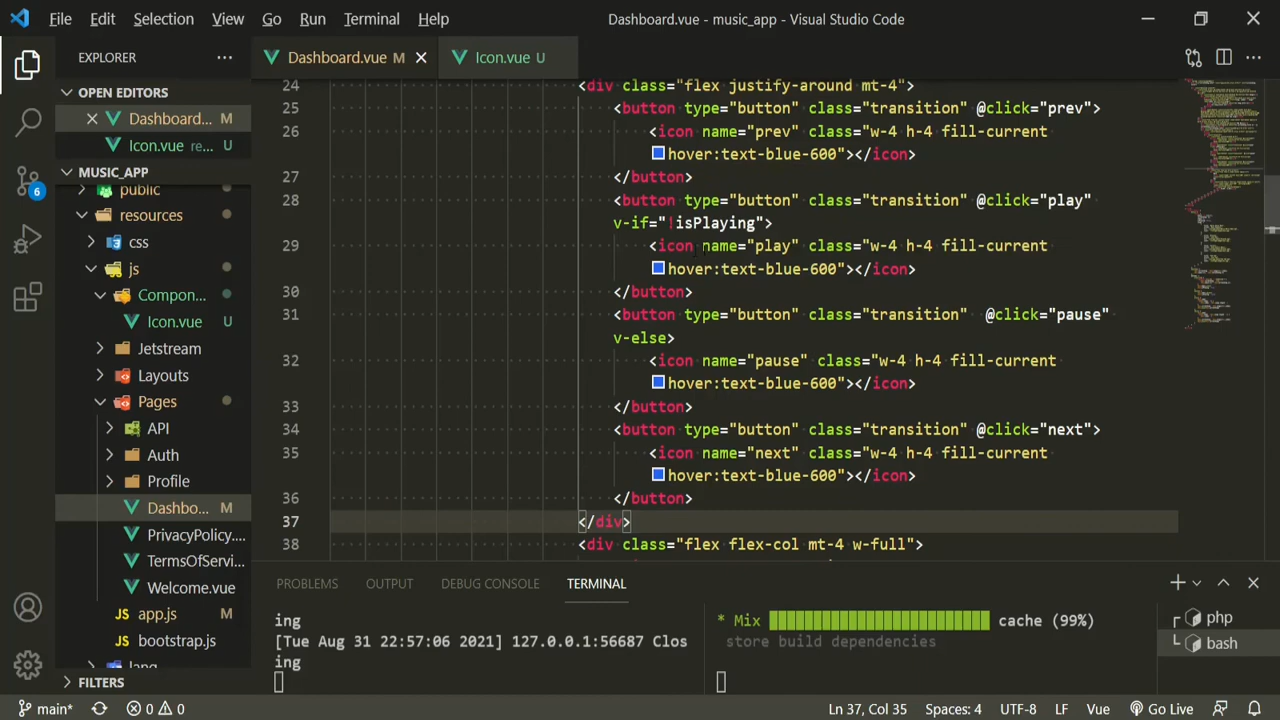 File Edit Selection View Go Run Terminal Help
Dashboard.vue - music_app - Visual Studio Code
EXPLORER
OPEN EDITORS
Dashboard... M
Icon.vue re... U
MUSIC_APP
public
resources
css
js
Compon...
Icon.vue U
Jetstream
Layouts
Pages
API
Auth
Profile
Dashbo... M
PrivacyPolicy....
TermsOfServi...
Welcome.vue
JS app.js M
JS bootstrap.js
lang
FILTERS
6
Dashboard.vue M
Icon.vue U
24 <div class="flex justify-around mt-4">
25 <button type="button" class="transition" @click="prev">
26 <icon name="prev" class="w-4 h-4 fill-current
hover:text-blue-600"></icon>
27 </button>
28 <button type="button" class="transition" @click="play"
v-if="!isPlaying">
29 <icon name="play" class="w-4 h-4 fill-current
hover:text-blue-600"></icon>
30 </button>
31 <button type="button" class="transition" @click="pause"
v-else>
32 <icon name="pause" class="w-4 h-4 fill-current
hover:text-blue-600"></icon>
33 </button>
34 <button type="button" class="transition" @click="next">
35 <icon name="next" class="w-4 h-4 fill-current
hover:text-blue-600"></icon>
36 </button>
37 </div>
38 <div class="flex flex-col mt-4 w-full">
PROBLEMS OUTPUT DEBUG CONSOLE TERMINAL
ing
[Tue Aug 31 22:57:06 2021] 127.0.0.1:56687 Clos
ing
* Mix cache (99%)
store build dependencies
php
bash
main* 0 0
Ln 37, Col 35 Spaces: 4 UTF-8 LF Vue Go Live